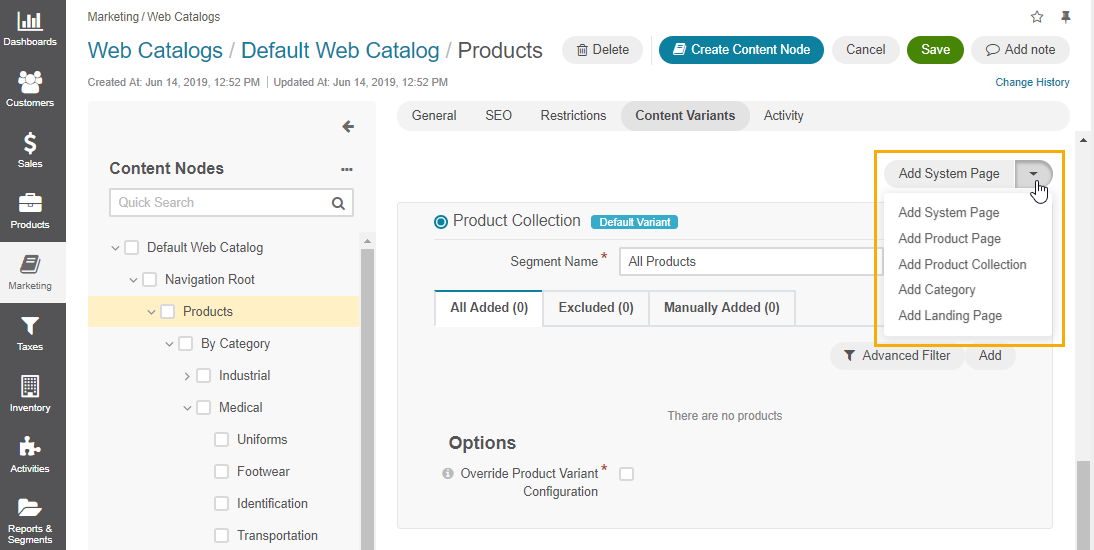 Dashboards
Customers
Sales
Products
Marketing
Taxes
Inventory
Activities
Reports &
Segments
Marketing / Web Catalogs
Web Catalogs / Default Web Catalog / Products
Delete
Create Content Node
Cancel
Save
Add note
Created At: Jun 14, 2019, 12:52 PM | Updated At: Jun 14, 2019, 12:52 PM
Change History
Content Nodes
...
Quick Search
Default Web Catalog
Navigation Root
Products
By Category
Industrial
Medical
Uniforms
Footwear
Identification
Transportation
General
SEO
Restrictions
Content Variants
Activity
Add System Page
Add System Page
Add Product Page
Add Product Collection
Add Category
Add Landing Page
Product Collection Default Variant
Segment Name * All Products
All Added (0)
Excluded (0)
Manually Added (0)
Advanced Filter
Add
There are no products
Options
Override Product Variant *
Configuration